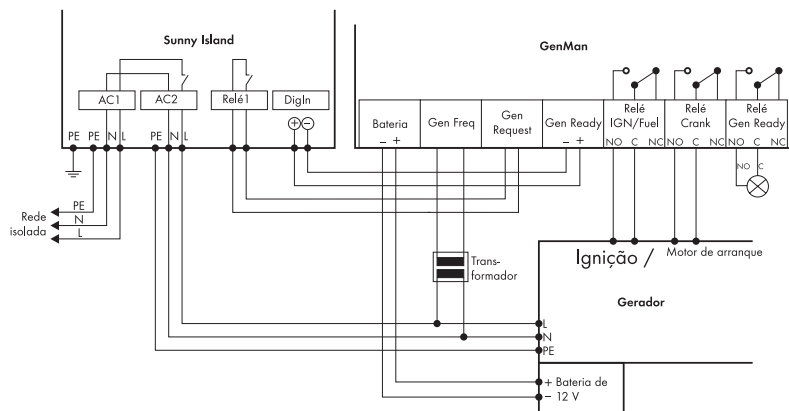 Sunny Island
GenMan
AC1
AC2
Relé1
DigIn
+ −
PE PE N L
PE N L
Bateria
− +
Gen Freq
Gen
Request
Gen Ready
− +
Relé
IGN/Fuel
NO C NC
Relé
Crank
NO C NC
Relé
Gen Ready
NO C NC
NO C
Rede
isolada
PE
N
L
Trans-
formador
Ignição /
Motor de arranque
Gerador
L
N
PE
+ Bateria de
− 12 V